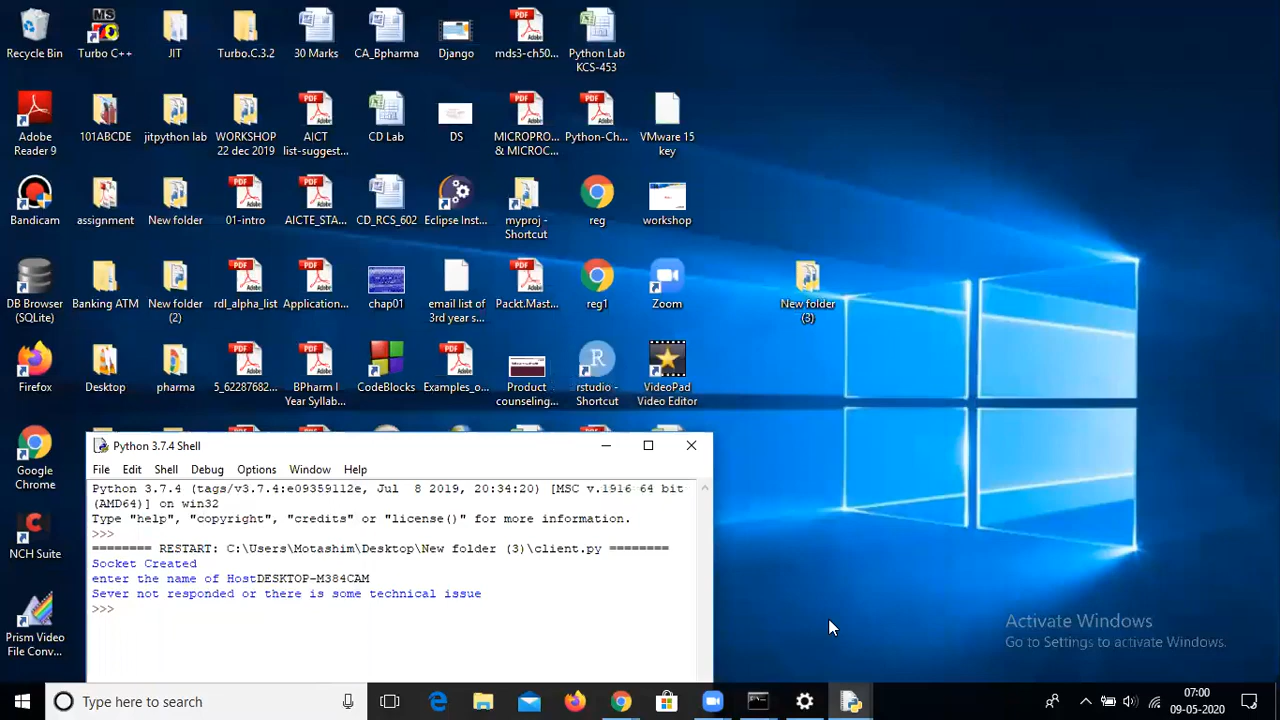 Recycle Bin
Turbo C++
JIT
Turbo.C.3.2
30 Marks
CA_Bpharma
Django
mds3-ch50...
Python Lab
KCS-453
Adobe
Reader 9
101ABCDE
jitpython lab
WORKSHOP
22 dec 2019
AICT
list-suggest...
CD Lab
DS
MICROPRO...
& MICROC...
Python-Ch...
VMware 15
key
Bandicam
assignment
New folder
01-intro
AICTE_STA...
CD_RCS_602
Eclipse Inst...
myproj -
Shortcut
reg
workshop
DB Browser
(SQLite)
Banking ATM
New folder
(2)
rdl_alpha_list
Application...
chap01
email list of
3rd year s...
Packt.Mast...
reg1
Zoom
New folder
(3)
Firefox
Desktop
pharma
5_62287682...
BPharm I
Year Syllab...
CodeBlocks
Examples_o...
Product
counseling...
rstudio -
Shortcut
VideoPad
Video Editor
Google
Chrome
NCH Suite
Prism Video
File Conv...
Python 3.7.4 Shell
File Edit Shell Debug Options Window Help
Python 3.7.4 (tags/v3.7.4:e09359112e, Jul  8 2019, 20:34:20) [MSC v.1916 64 bit
(AMD64)] on win32
Type "help", "copyright", "credits" or "license()" for more information.
>>>
======== RESTART: C:\Users\Motashim\Desktop\New folder (3)\client.py ========
Socket Created
enter the name of HostDESKTOP-M384CAM
Sever not responded or there is some technical issue
>>>
Activate Windows
Go to Settings to activate Windows.
Type here to search
07:00
09-05-2020